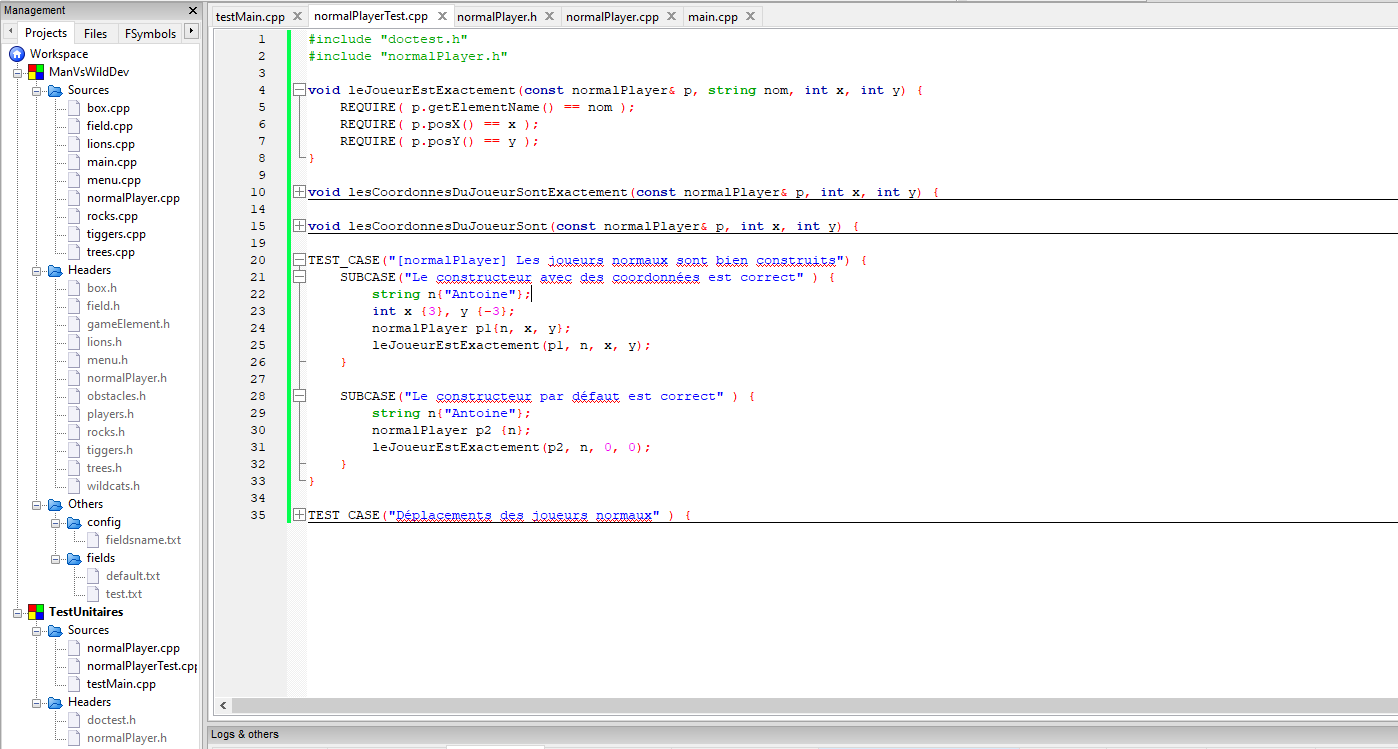 Management
Projects Files FSymbols
Workspace
ManVsWildDev
Sources
box.cpp
field.cpp
lions.cpp
main.cpp
menu.cpp
normalPlayer.cpp
rocks.cpp
tiggers.cpp
trees.cpp
Headers
box.h
field.h
gameElement.h
lions.h
menu.h
normalPlayer.h
obstacles.h
players.h
rocks.h
tiggers.h
trees.h
wildcats.h
Others
config
fieldsname.txt
fields
default.txt
test.txt
TestUnitaires
Sources
normalPlayer.cpp
normalPlayerTest.cpp
testMain.cpp
Headers
doctest.h
normalPlayer.h
testMain.cpp normalPlayerTest.cpp normalPlayer.h normalPlayer.cpp main.cpp
1 #include "doctest.h"
2 #include "normalPlayer.h"
3
4 void leJoueurEstExactement(const normalPlayer& p, string nom, int x, int y) {
5 REQUIRE( p.getElementName() == nom );
6 REQUIRE( p.posX() == x );
7 REQUIRE( p.posY() == y );
8 }
9
10 void lesCoordonnesDuJoueurSontExactement(const normalPlayer& p, int x, int y) {
14
15 void lesCoordonnesDuJoueurSont(const normalPlayer& p, int x, int y) {
19
20 TEST_CASE("[normalPlayer] Les joueurs normaux sont bien construits") {
21 SUBCASE("Le constructeur avec des coordonnées est correct" ) {
22 string n{"Antoine"};
23 int x {3}, y {-3};
24 normalPlayer p1{n, x, y};
25 leJoueurEstExactement(p1, n, x, y);
26 }
27
28 SUBCASE("Le constructeur par défaut est correct" ) {
29 string n{"Antoine"};
30 normalPlayer p2 {n};
31 leJoueurEstExactement(p2, n, 0, 0);
32 }
33 }
34
35 TEST CASE("Déplacements des joueurs normaux" ) {
Logs & others